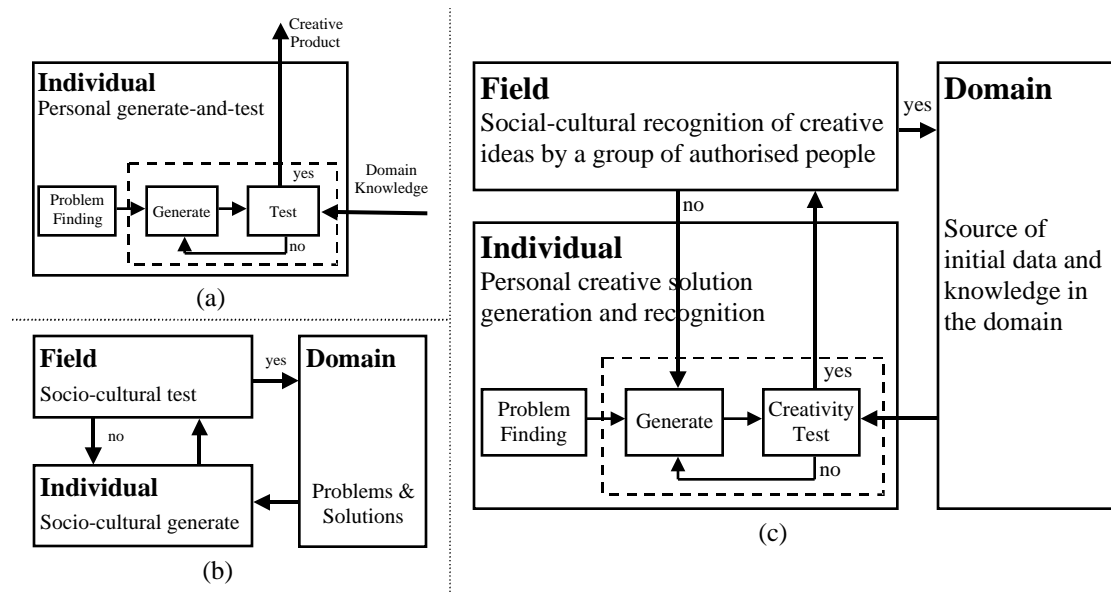 Creative
Product
Individual
Personal generate-and-test
yes
Domain
Knowledge
Problem
Finding
Generate
Test
no
(a)
Field
Socio-cultural test
yes
Domain
no
Individual
Socio-cultural generate
Problems &
Solutions
(b)
Field
Social-cultural recognition of creative
ideas by a group of authorised people
yes
Domain
no
Individual
Personal creative solution
generation and recognition
Source of
initial data and
knowledge in
the domain
yes
Problem
Finding
Generate
Creativity
Test
no
(c)